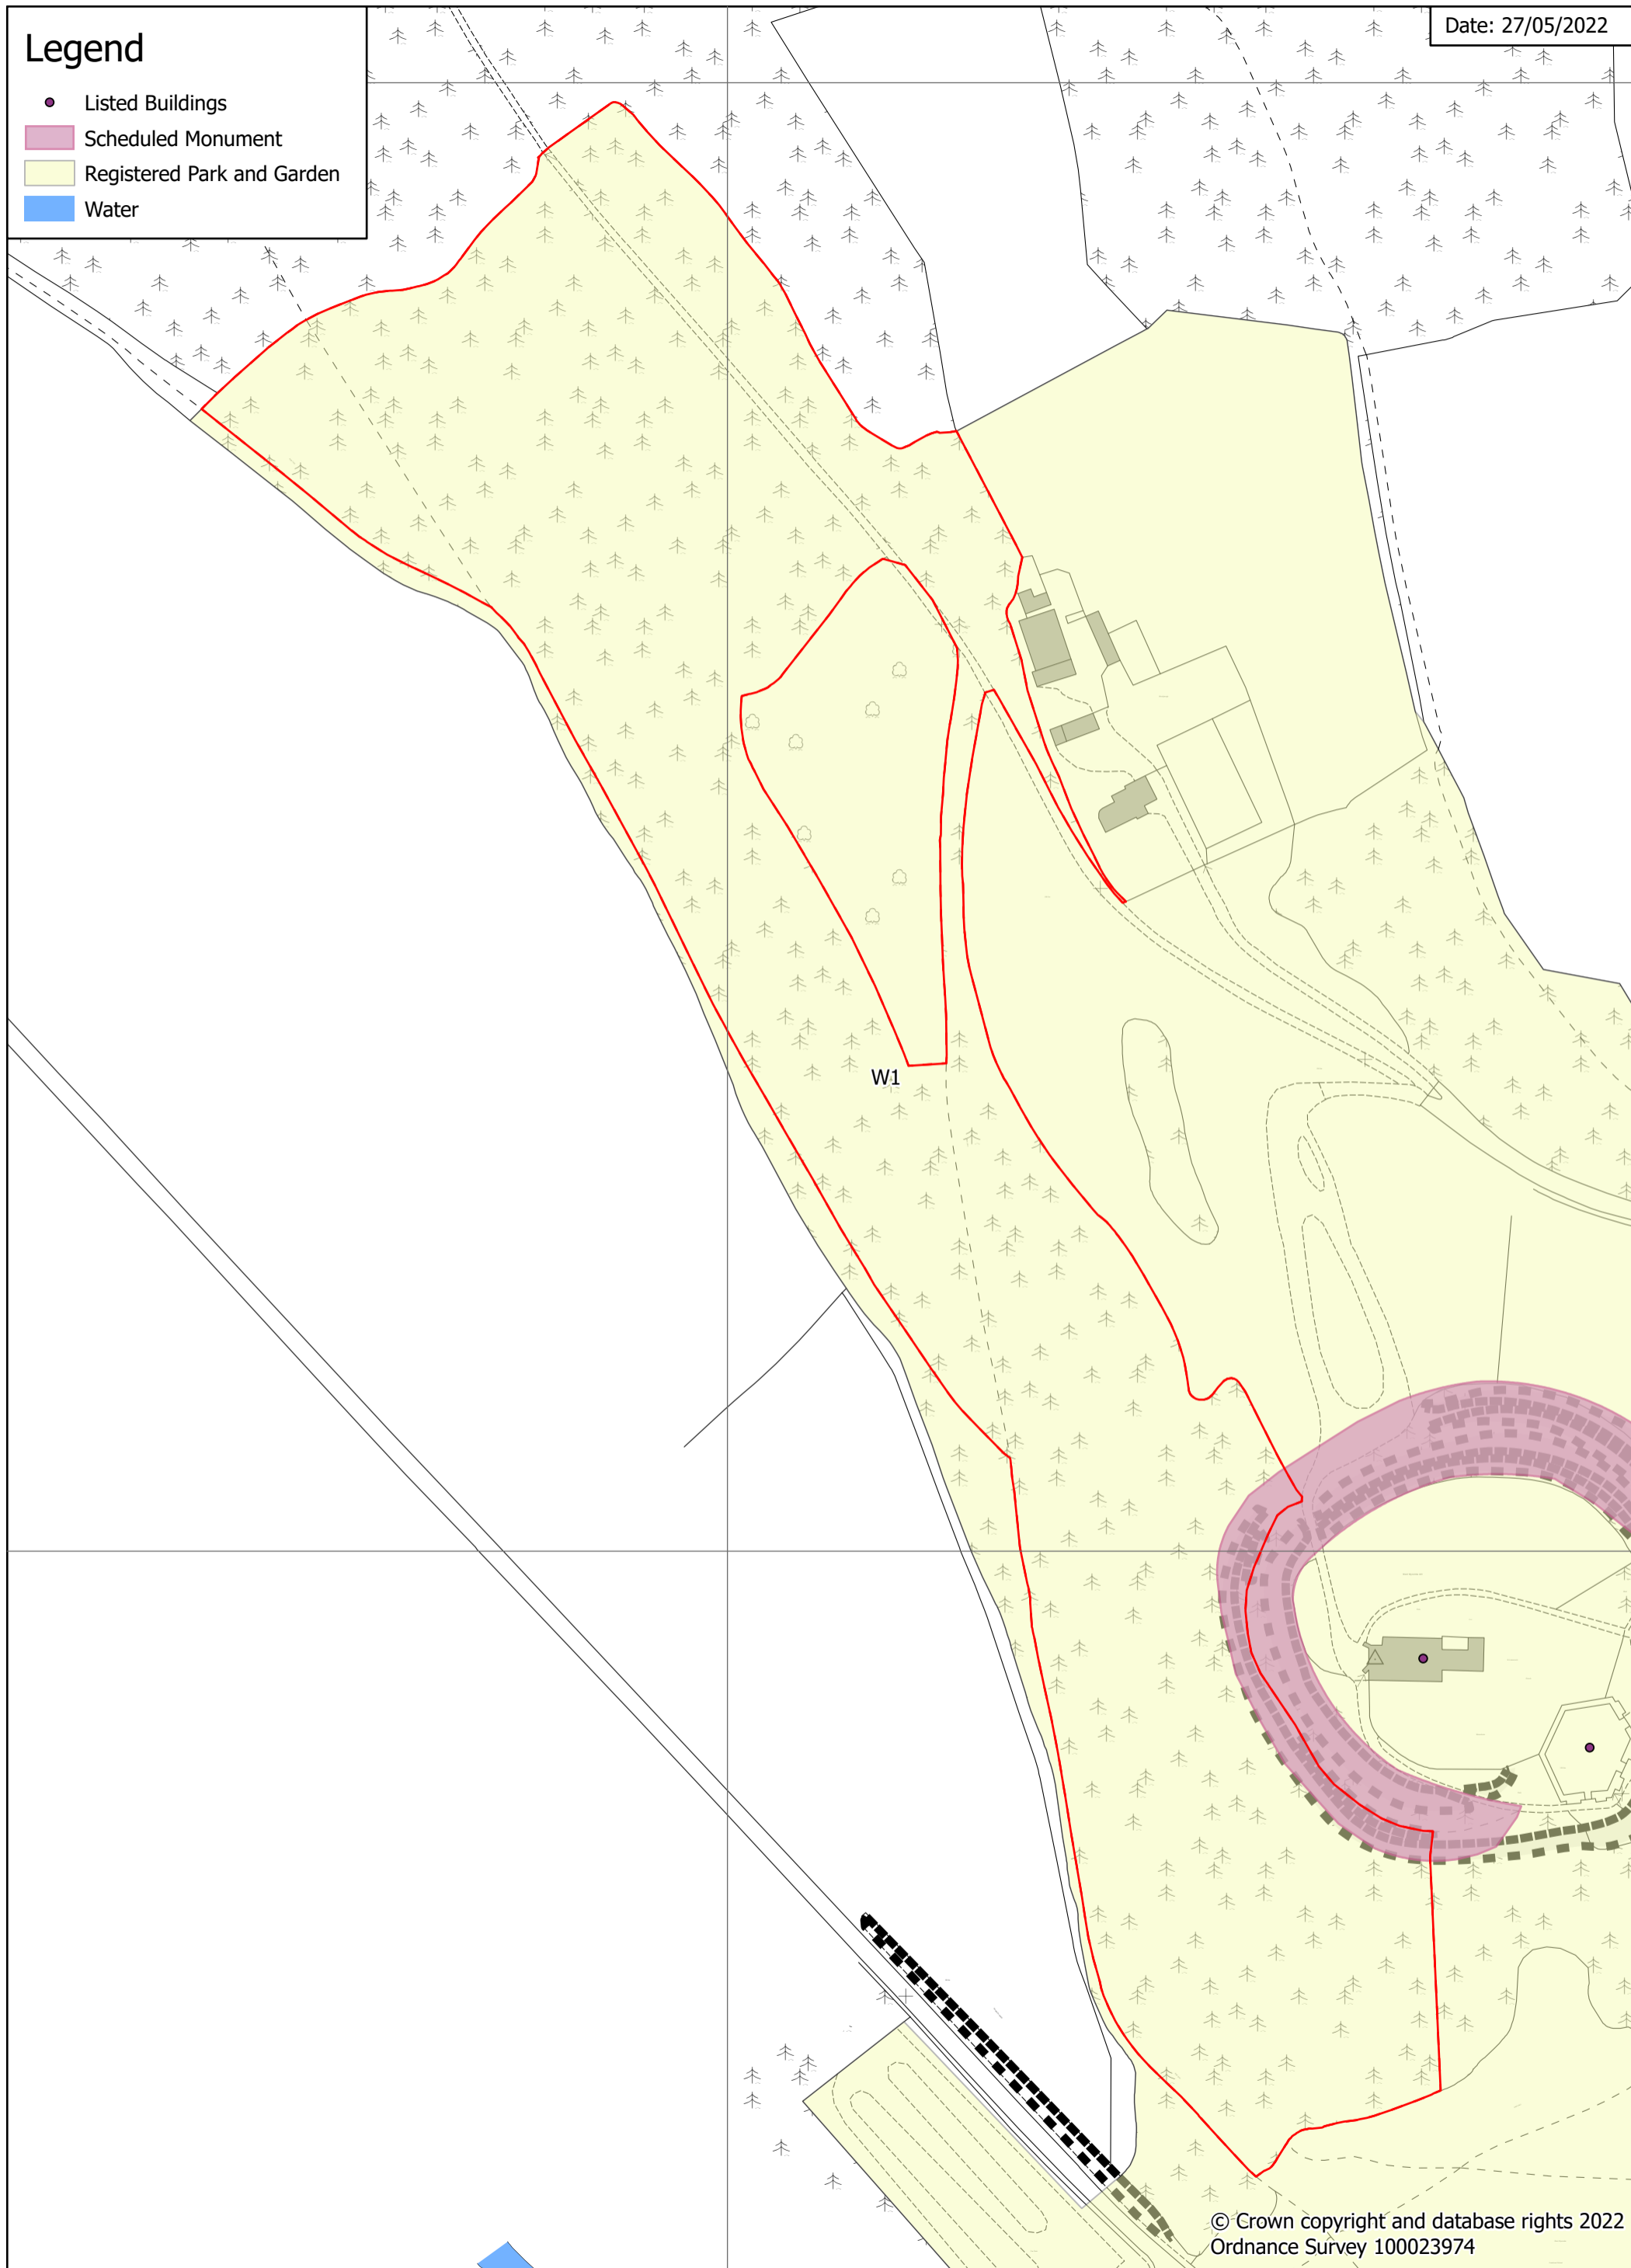 Legend
Listed Buildings
Scheduled Monument
Registered Park and Garden
Water
Date: 27/05/2022
W1
© Crown copyright and database rights 2022
Ordnance Survey 100023974